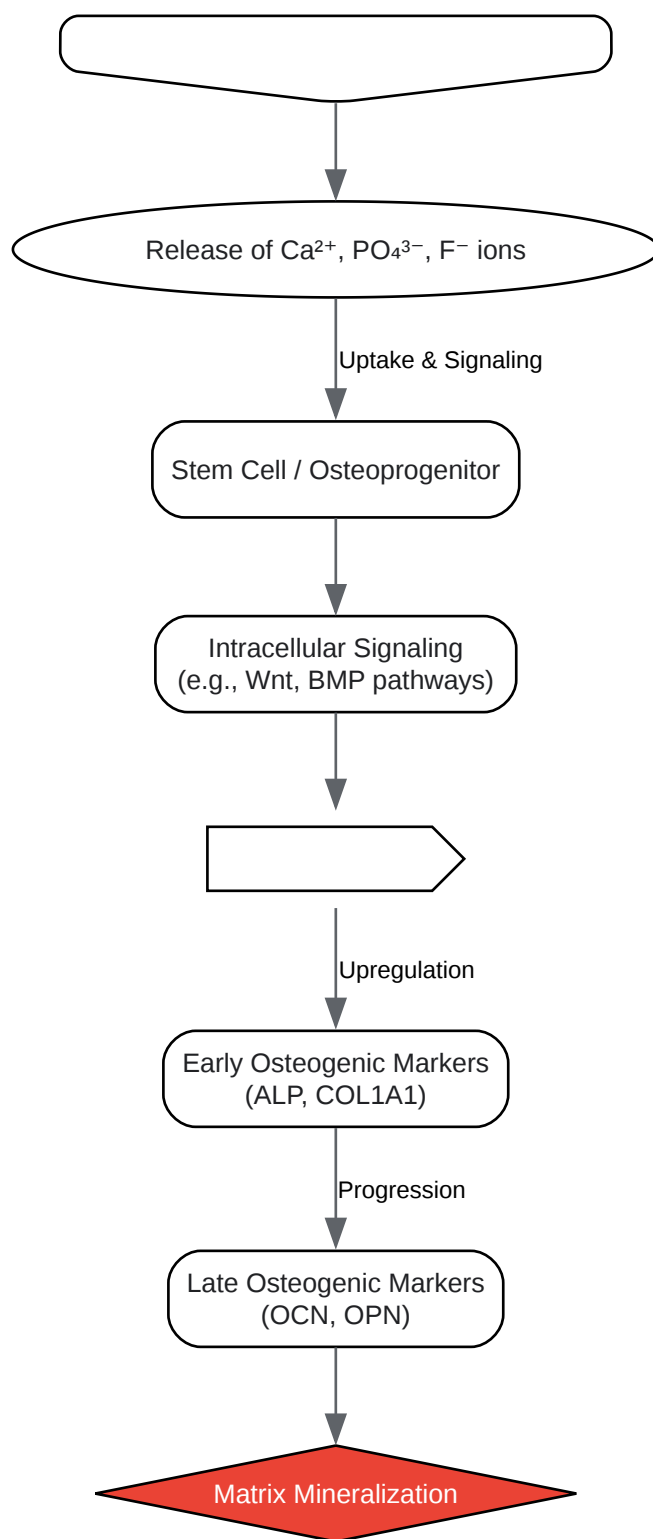 Release of Ca²⁺, PO₄³⁻, F⁻ ions
Uptake & Signaling
Stem Cell / Osteoprogenitor
Intracellular Signaling
(e.g., Wnt, BMP pathways)
Upregulation
Early Osteogenic Markers
(ALP, COL1A1)
Progression
Late Osteogenic Markers
(OCN, OPN)
Matrix Mineralization